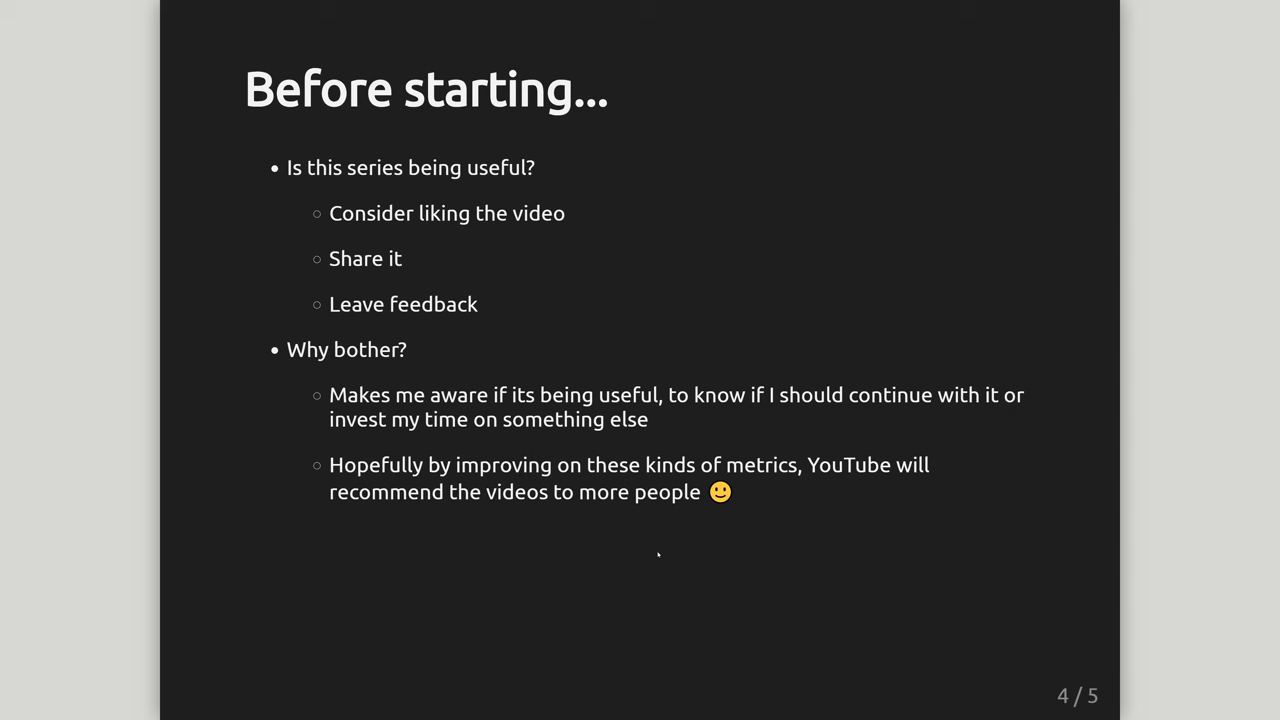 Before starting...
• Is this series being useful?
○ Consider liking the video
○ Share it
○ Leave feedback
• Why bother?
○ Makes me aware if its being useful, to know if I should continue with it or
invest my time on something else
○ Hopefully by improving on these kinds of metrics, YouTube will
recommend the videos to more people 🙂
4 / 5